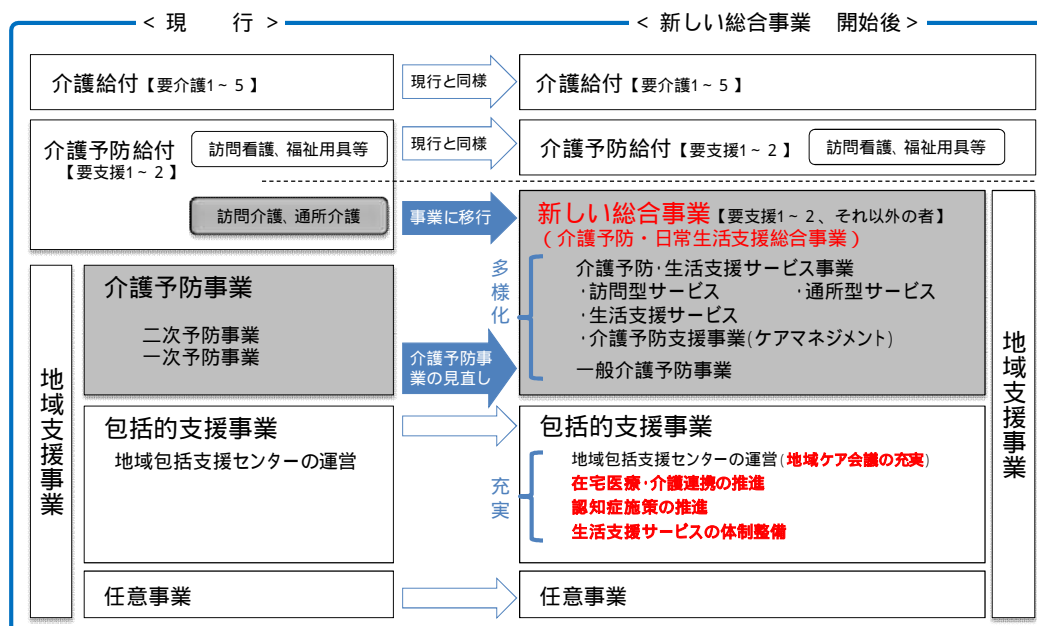 < 現　行 >
< 新しい総合事業　開始後 >
介護給付【要介護1~5】
現行と同様
介護給付【要介護1~5】
介護予防給付
【要支援1~2】
訪問看護、福祉用具等
現行と同様
介護予防給付【要支援1~2】
訪問看護、福祉用具等
訪問介護、通所介護
事業に移行
新しい総合事業【要支援1~2、それ以外の者】
(介護予防・日常生活支援総合事業)
介護予防事業
二次予防事業
一次予防事業
多様化
介護予防・生活支援サービス事業
・訪問型サービス　・通所型サービス
・生活支援サービス
・介護予防支援事業(ケアマネジメント)
一般介護予防事業
介護予防事
業の見直し
地域支援事業
地域支援事業
包括的支援事業
地域包括支援センターの運営
充実
包括的支援事業
地域包括支援センターの運営(地域ケア会議の充実)
在宅医療・介護連携の推進
認知症施策の推進
生活支援サービスの体制整備
任意事業
任意事業